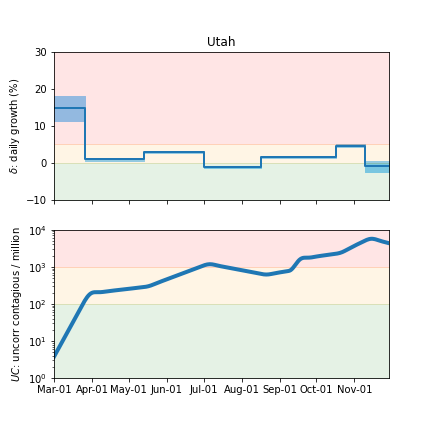 Utah
30
20
10
0
−10
δ: daily growth (%)
10⁴
10³
10²
10¹
10⁰
UC: uncorr contagious / million
Mar-01 Apr-01 May-01 Jun-01 Jul-01 Aug-01 Sep-01 Oct-01 Nov-01